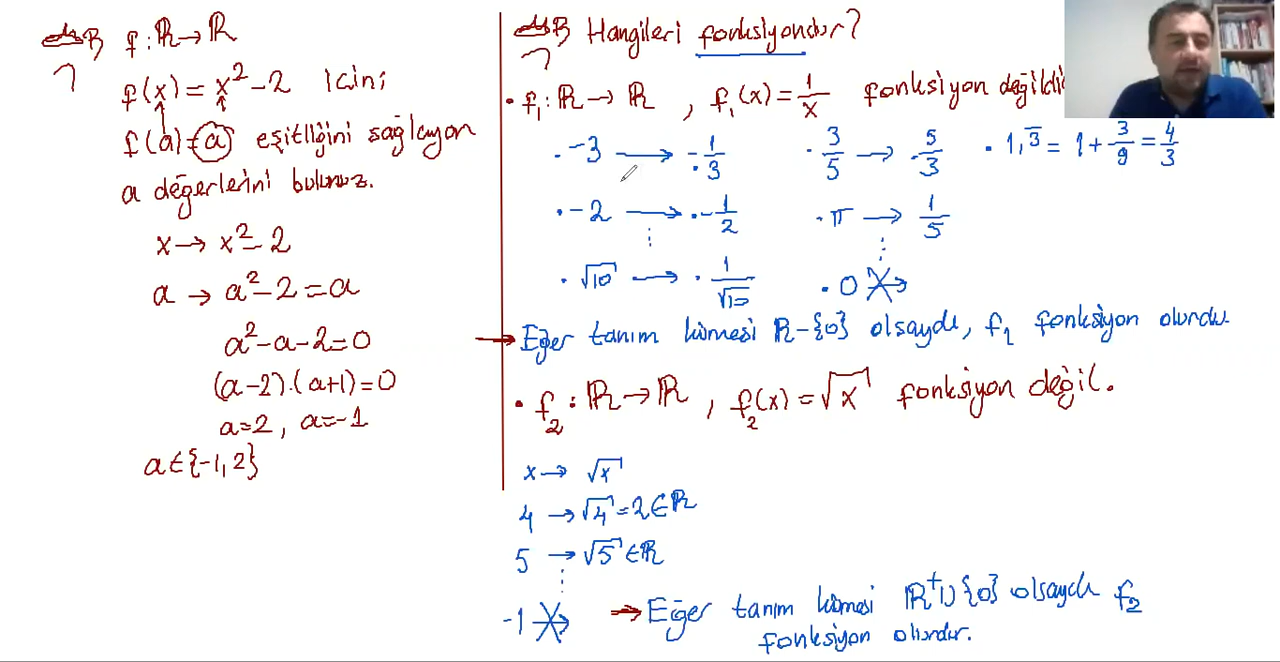 f : ℝ → ℝ
f(x) = x² - 2 için;
f(a) = a eşitliğini sağlayan
a değerlerini bulunuz.
x → x² - 2
a → a² - 2 = a
a² - a - 2 = 0
(a-2).(a+1) = 0
a = 2 , a = -1
a ∈ {-1, 2}
Hangileri fonksiyondur?
• f₁ : ℝ → ℝ , f₁(x) = 1/x fonksiyon değildi
• -3 → • -1/3
• 3/5 → • 5/3
• 1,3̅ = 1 + 3/9 = 4/3
• -2 → • -1/2
• π → 1/5
• √10 → • 1/√10
• 0 →
→ Eğer tanım kümesi ℝ - {0} olsaydı, f₁ fonksiyon olurdu.
• f₂ : ℝ → ℝ , f₂(x) = √x fonksiyon değil.
x → √x
4 → √4 = 2 ∈ ℝ
5 → √5 ∈ ℝ
-1 →
→ Eğer tanım kümesi ℝ⁺ ∪ {0} olsaydı f₂
fonksiyon olurdu.